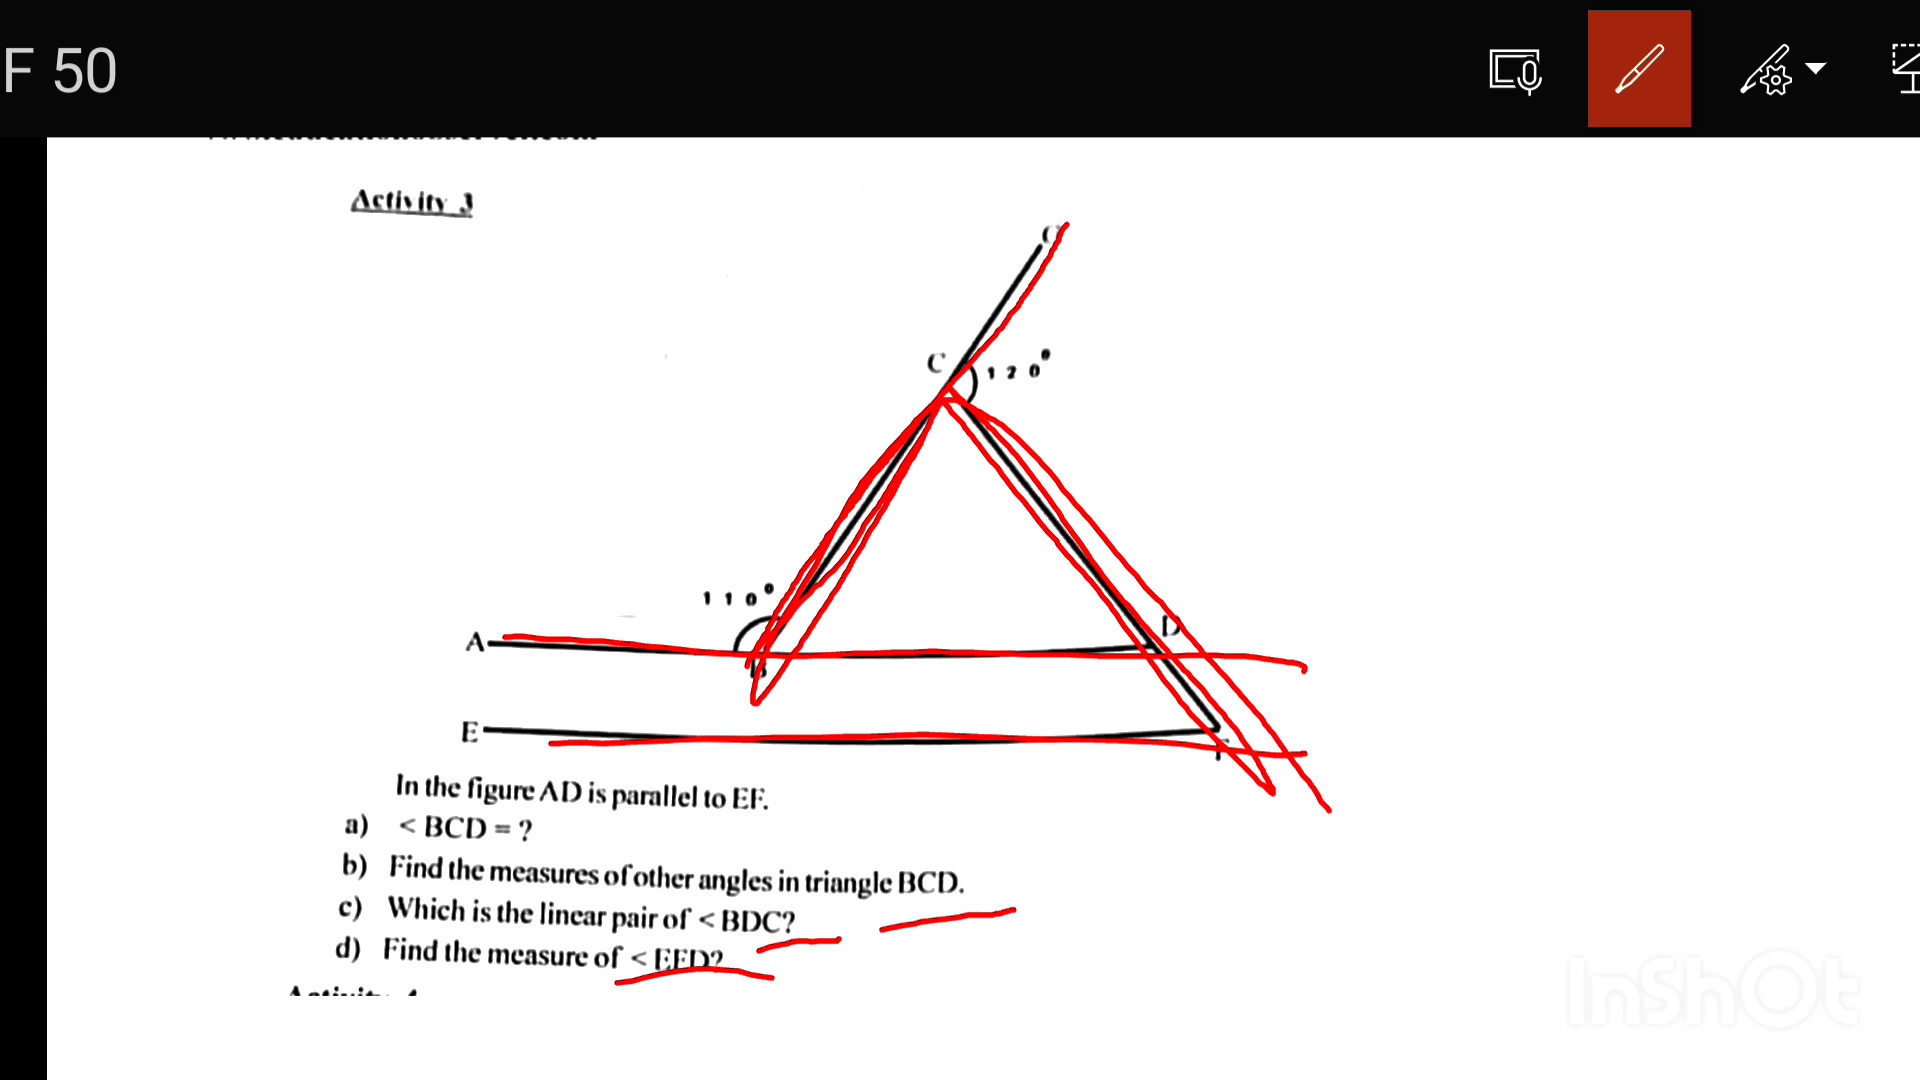 F 50
Activity 3
C
120°
110°
A
D
B
E
F
In the figure AD is parallel to EF.
a) < BCD = ?
b) Find the measures of other angles in triangle BCD.
c) Which is the linear pair of < BDC?
d) Find the measure of < EFD?
InShOt